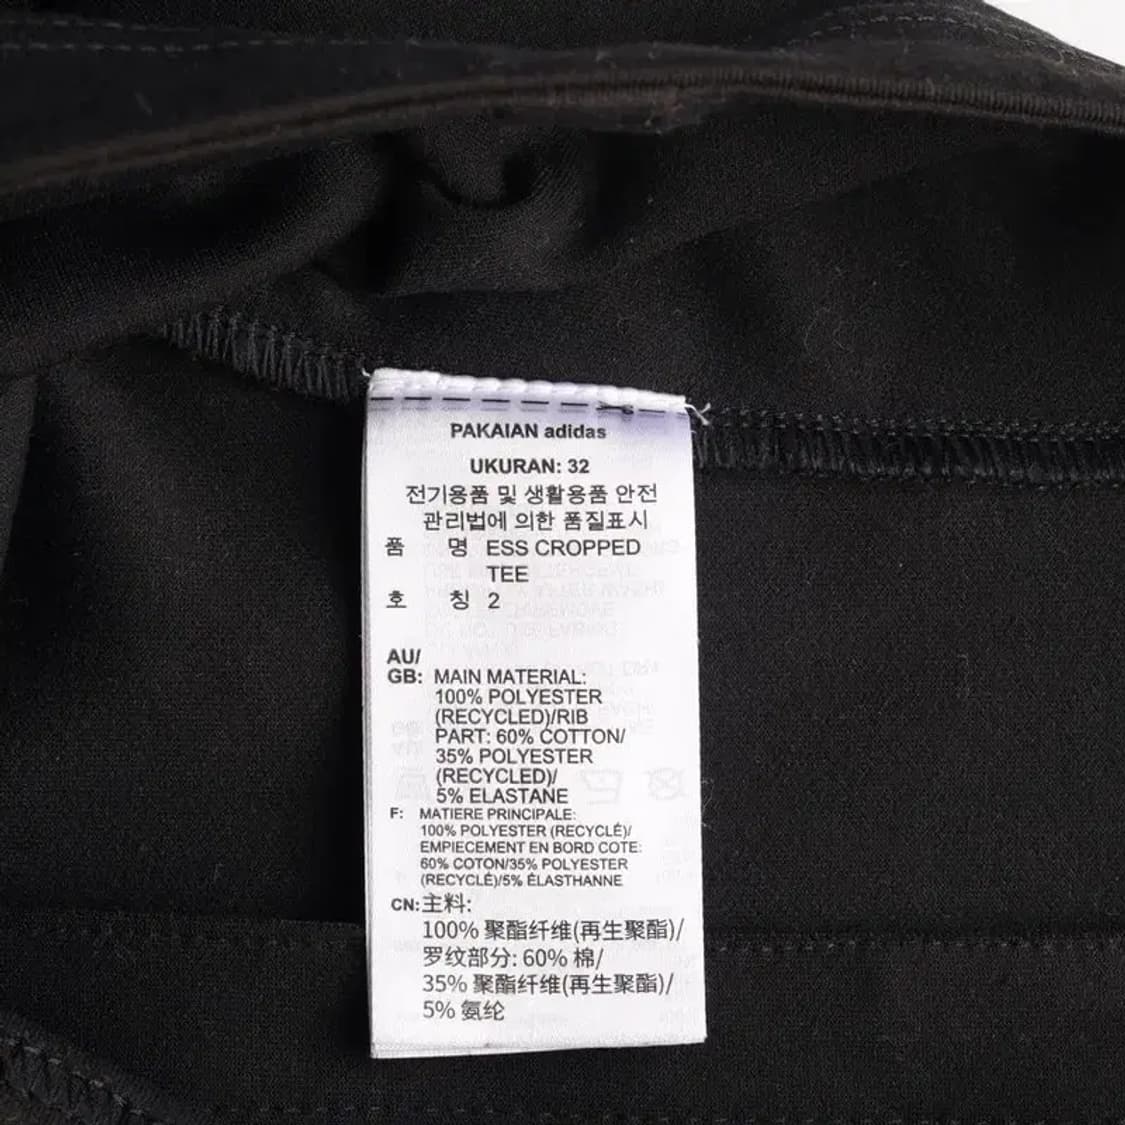 PAKAIAN adidas
UKURAN: 32
전기용품 및 생활용품 안전
관리법에 의한 품질표시
품 명 ESS CROPPED
TEE
호 칭 2
AU/
GB: MAIN MATERIAL:
100% POLYESTER
(RECYCLED)/RIB
PART: 60% COTTON/
35% POLYESTER
(RECYCLED)/
5% ELASTANE
F: MATIERE PRINCIPALE:
100% POLYESTER (RECYCLÉ)/
EMPIECEMENT EN BORD COTE:
60% COTON/35% POLYESTER
(RECYCLÉ)/5% ÉLASTHANNE
CN:主料:
100% 聚酯纤维(再生聚酯)/
罗纹部分: 60% 棉/
35% 聚酯纤维(再生聚酯)/
5% 氨纶